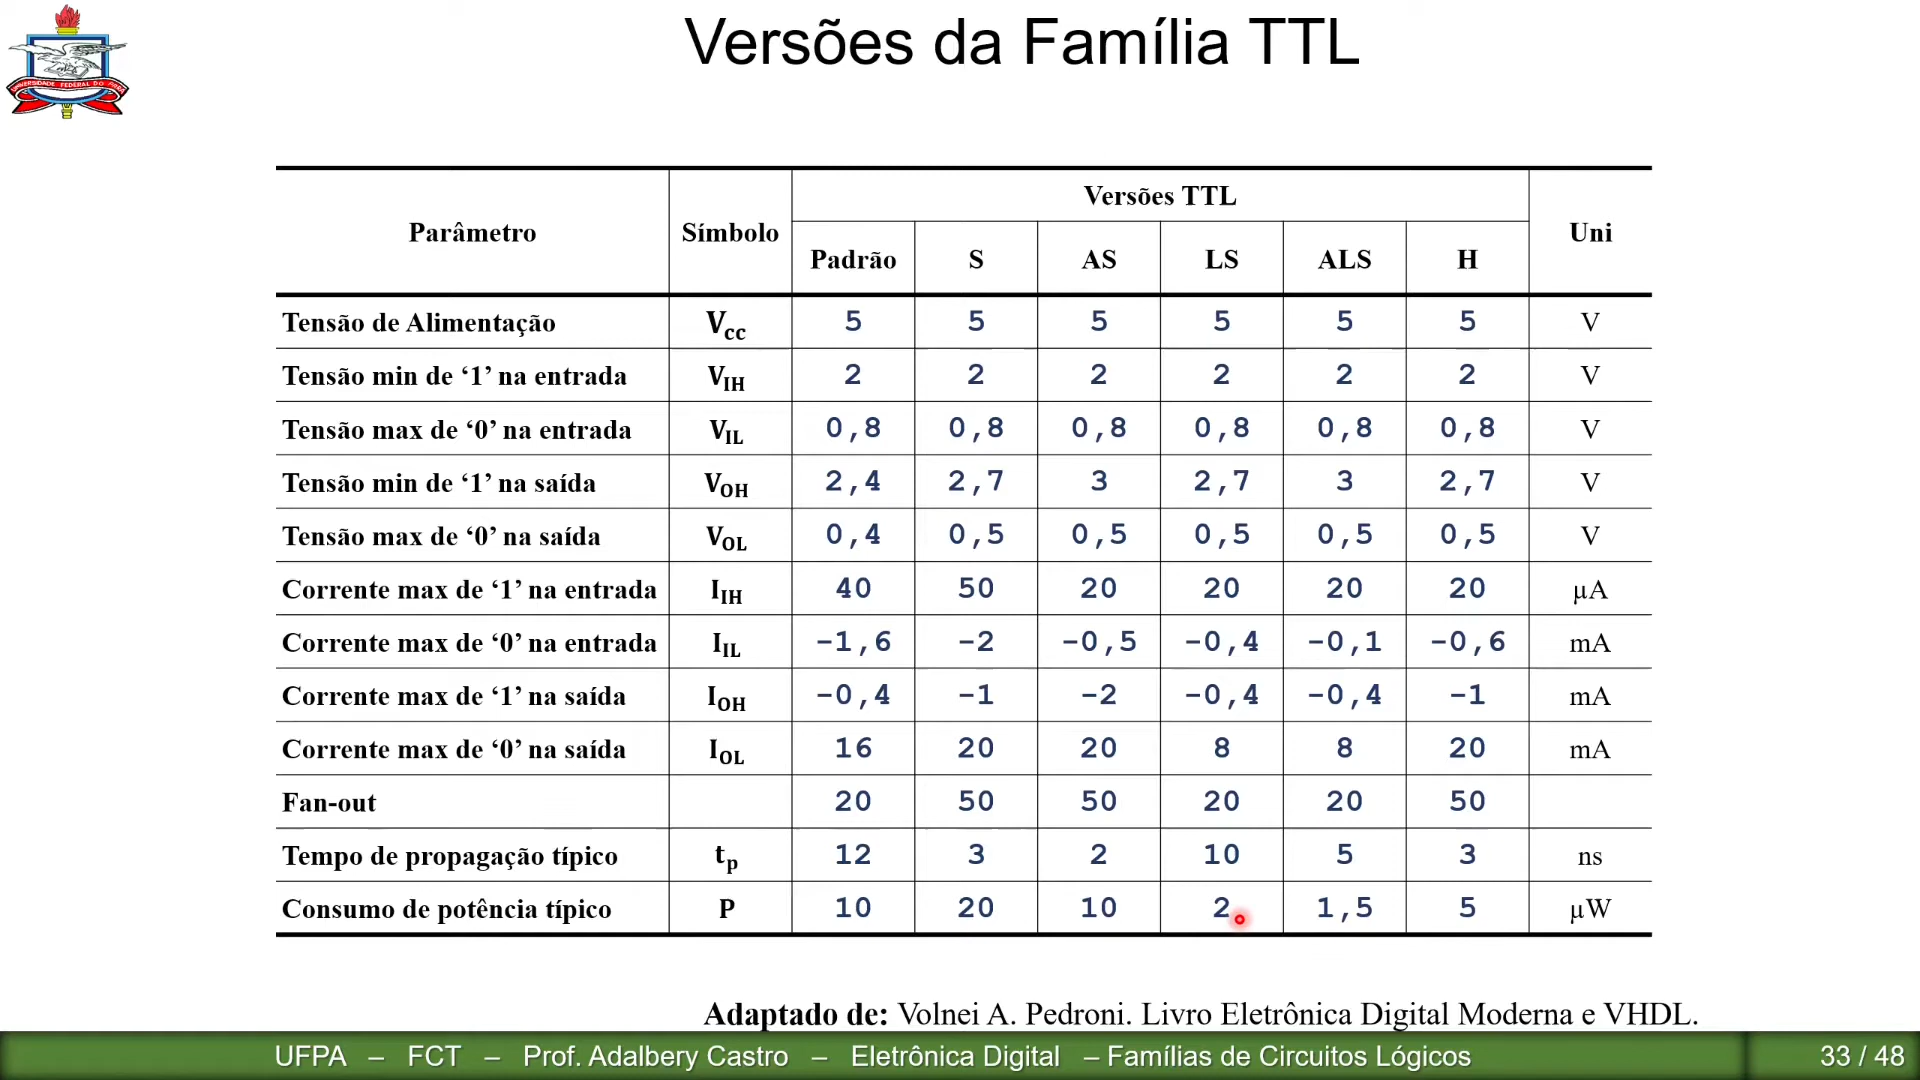 Versões da Família TTL
UNIVERSIDADE FEDERAL DO PARÁ
Parâmetro Símbolo Versões TTL Uni
Padrão S AS LS ALS H
Tensão de Alimentação Vcc 5 5 5 5 5 5 V
Tensão min de ‘1’ na entrada VIH 2 2 2 2 2 2 V
Tensão max de ‘0’ na entrada VIL 0,8 0,8 0,8 0,8 0,8 0,8 V
Tensão min de ‘1’ na saída VOH 2,4 2,7 3 2,7 3 2,7 V
Tensão max de ‘0’ na saída VOL 0,4 0,5 0,5 0,5 0,5 0,5 V
Corrente max de ‘1’ na entrada IIH 40 50 20 20 20 20 µA
Corrente max de ‘0’ na entrada IIL -1,6 -2 -0,5 -0,4 -0,1 -0,6 mA
Corrente max de ‘1’ na saída IOH -0,4 -1 -2 -0,4 -0,4 -1 mA
Corrente max de ‘0’ na saída IOL 16 20 20 8 8 20 mA
Fan-out 20 50 50 20 20 50
Tempo de propagação típico tp 12 3 2 10 5 3 ns
Consumo de potência típico P 10 20 10 2 1,5 5 µW
Adaptado de: Volnei A. Pedroni. Livro Eletrônica Digital Moderna e VHDL.
UFPA – FCT – Prof. Adalbery Castro – Eletrônica Digital – Famílias de Circuitos Lógicos 33 / 48